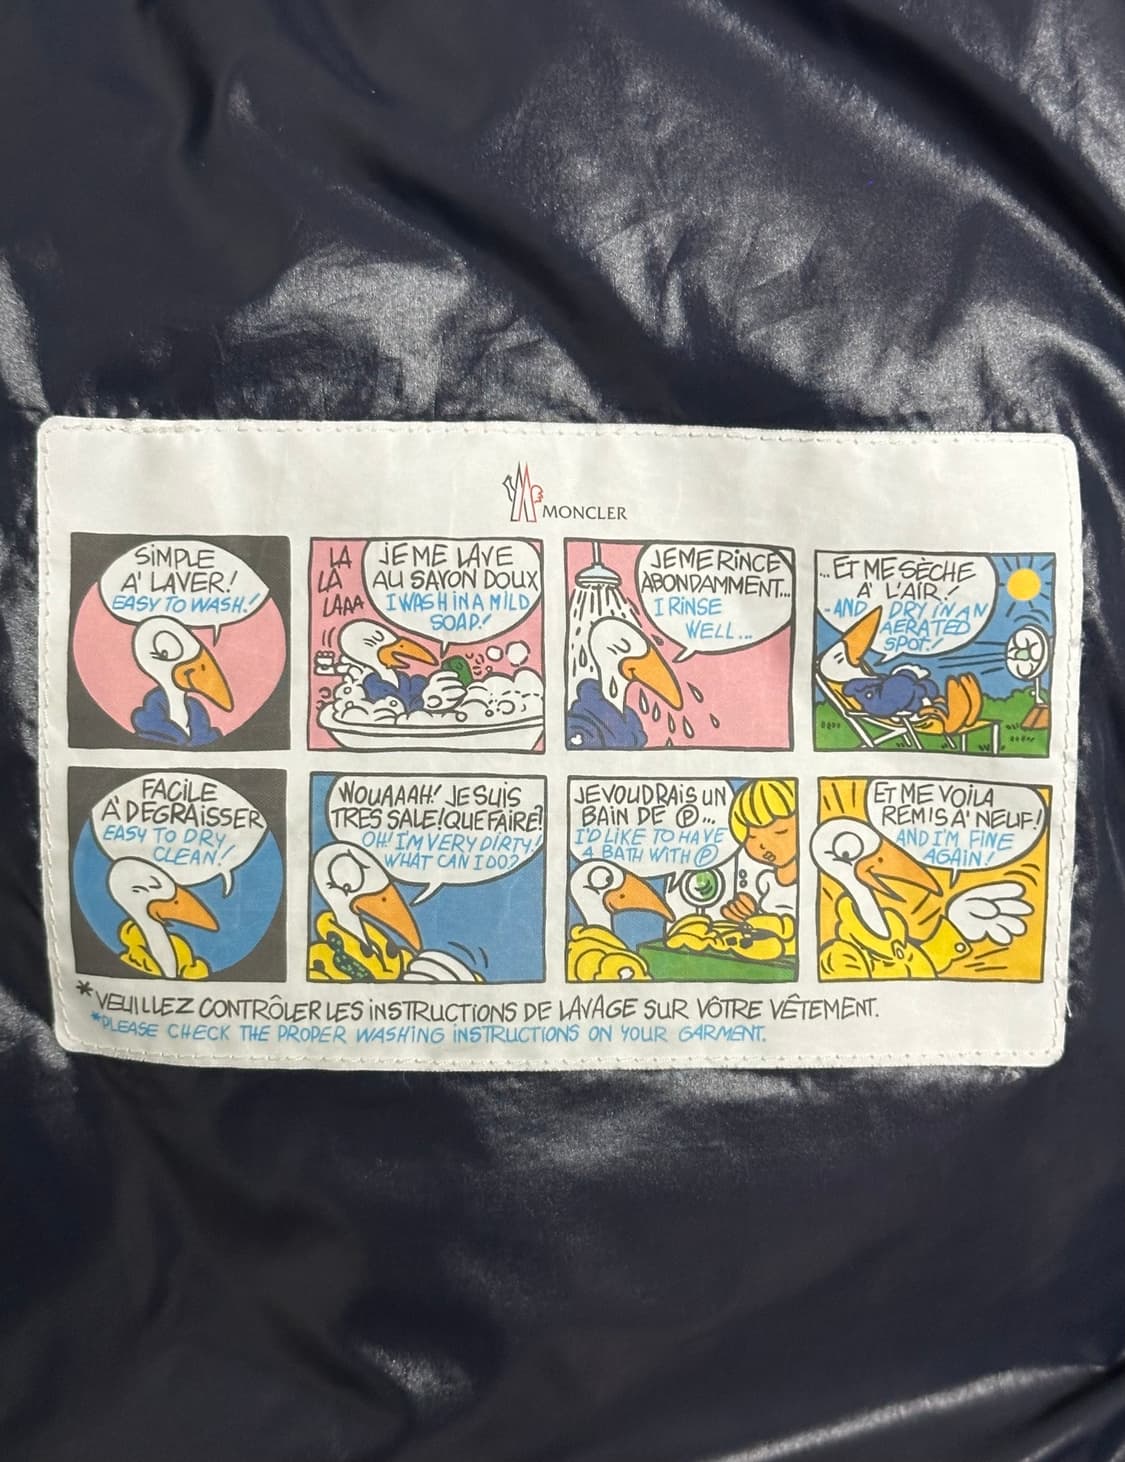 MONCLER
SiMPLE
A' LAVER!
EASY TO WASH!
LA
LA
LAAA
JE ME LAVE
AU SAVON DOUX
I WASH iN A MiLD
SOAP!
JE ME RiNCE
ABONDAMMENT...
I RiNSE
WELL...
...ET ME SÈCHE
A' L'AiR!
-AND DRY iN AN
AERATED
SPOT!
FACiLE
A' DEGRAiSSER
EASY TO DRY
CLEAN!
WOUAAAH! JE SUiS
TRES SALE! QUE FAiRE?
OH! I'M VERY DiRTY!
WHAT CAN I DO?
JE VOUDRAiS UN
BAiN DE Ⓟ...
I'D LiKE TO HAVE
A BATH WiTH Ⓟ
ET ME VOiLA
REMiS A' NEUF!
AND I'M FiNE
AGAiN!
*VEUiLLEZ CONTRÔLER LES iNSTRUCTiONS DE LAVAGE SUR VÔTRE VÊTEMENT.
*PLEASE CHECK THE PROPER WASHiNG iNSTRUCTiONS ON YOUR GARMENT.